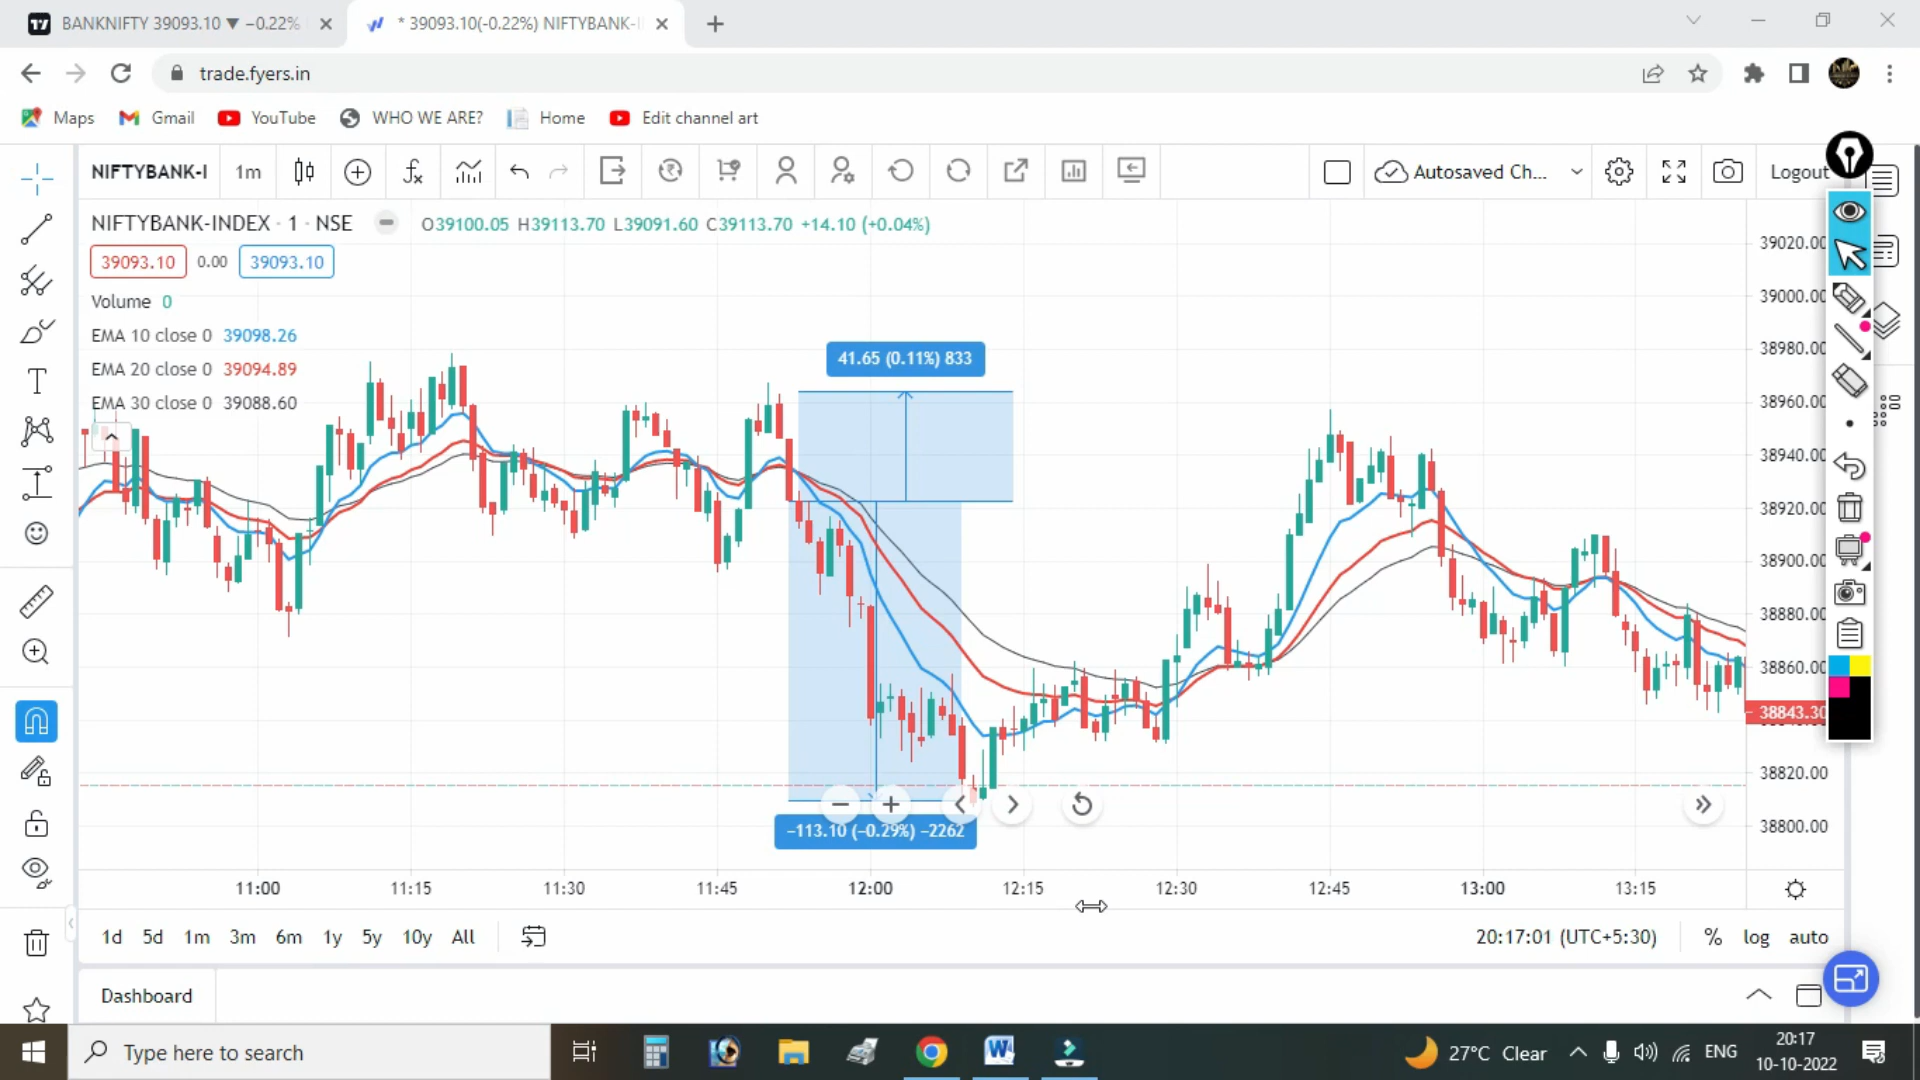 BANKNIFTY 39093.10 ▼ −0.22%
* 39093.10(-0.22%) NIFTYBANK-I
trade.fyers.in
Maps Gmail YouTube WHO WE ARE? Home Edit channel art
NIFTYBANK-I 1m Autosaved Ch... Logout
NIFTYBANK-INDEX · 1 · NSE O39100.05 H39113.70 L39091.60 C39113.70 +14.10 (+0.04%)
39093.10 0.00 39093.10
Volume 0
EMA 10 close 0 39098.26
EMA 20 close 0 39094.89
EMA 30 close 0 39088.60
41.65 (0.11%) 833
−113.10 (−0.29%) −2262
39020.00
39000.00
38980.00
38960.00
38940.00
38920.00
38900.00
38880.00
38860.00
38843.30
38820.00
38800.00
11:00 11:15 11:30 11:45 12:00 12:15 12:30 12:45 13:00 13:15
1d 5d 1m 3m 6m 1y 5y 10y All 20:17:01 (UTC+5:30) % log auto
Dashboard
Type here to search
27°C Clear ENG
20:17
10-10-2022